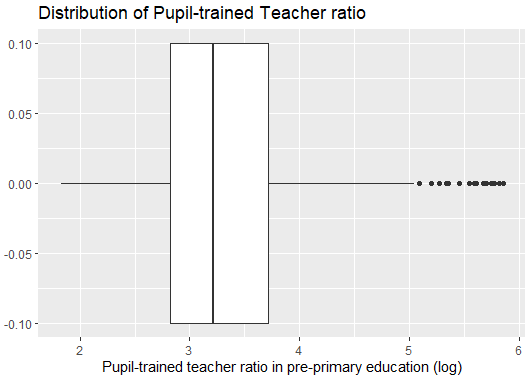 Distribution of Pupil-trained Teacher ratio
0.10
0.05
0.00
-0.05
-0.10
2 3 4 5 6
Pupil-trained teacher ratio in pre-primary education (log)